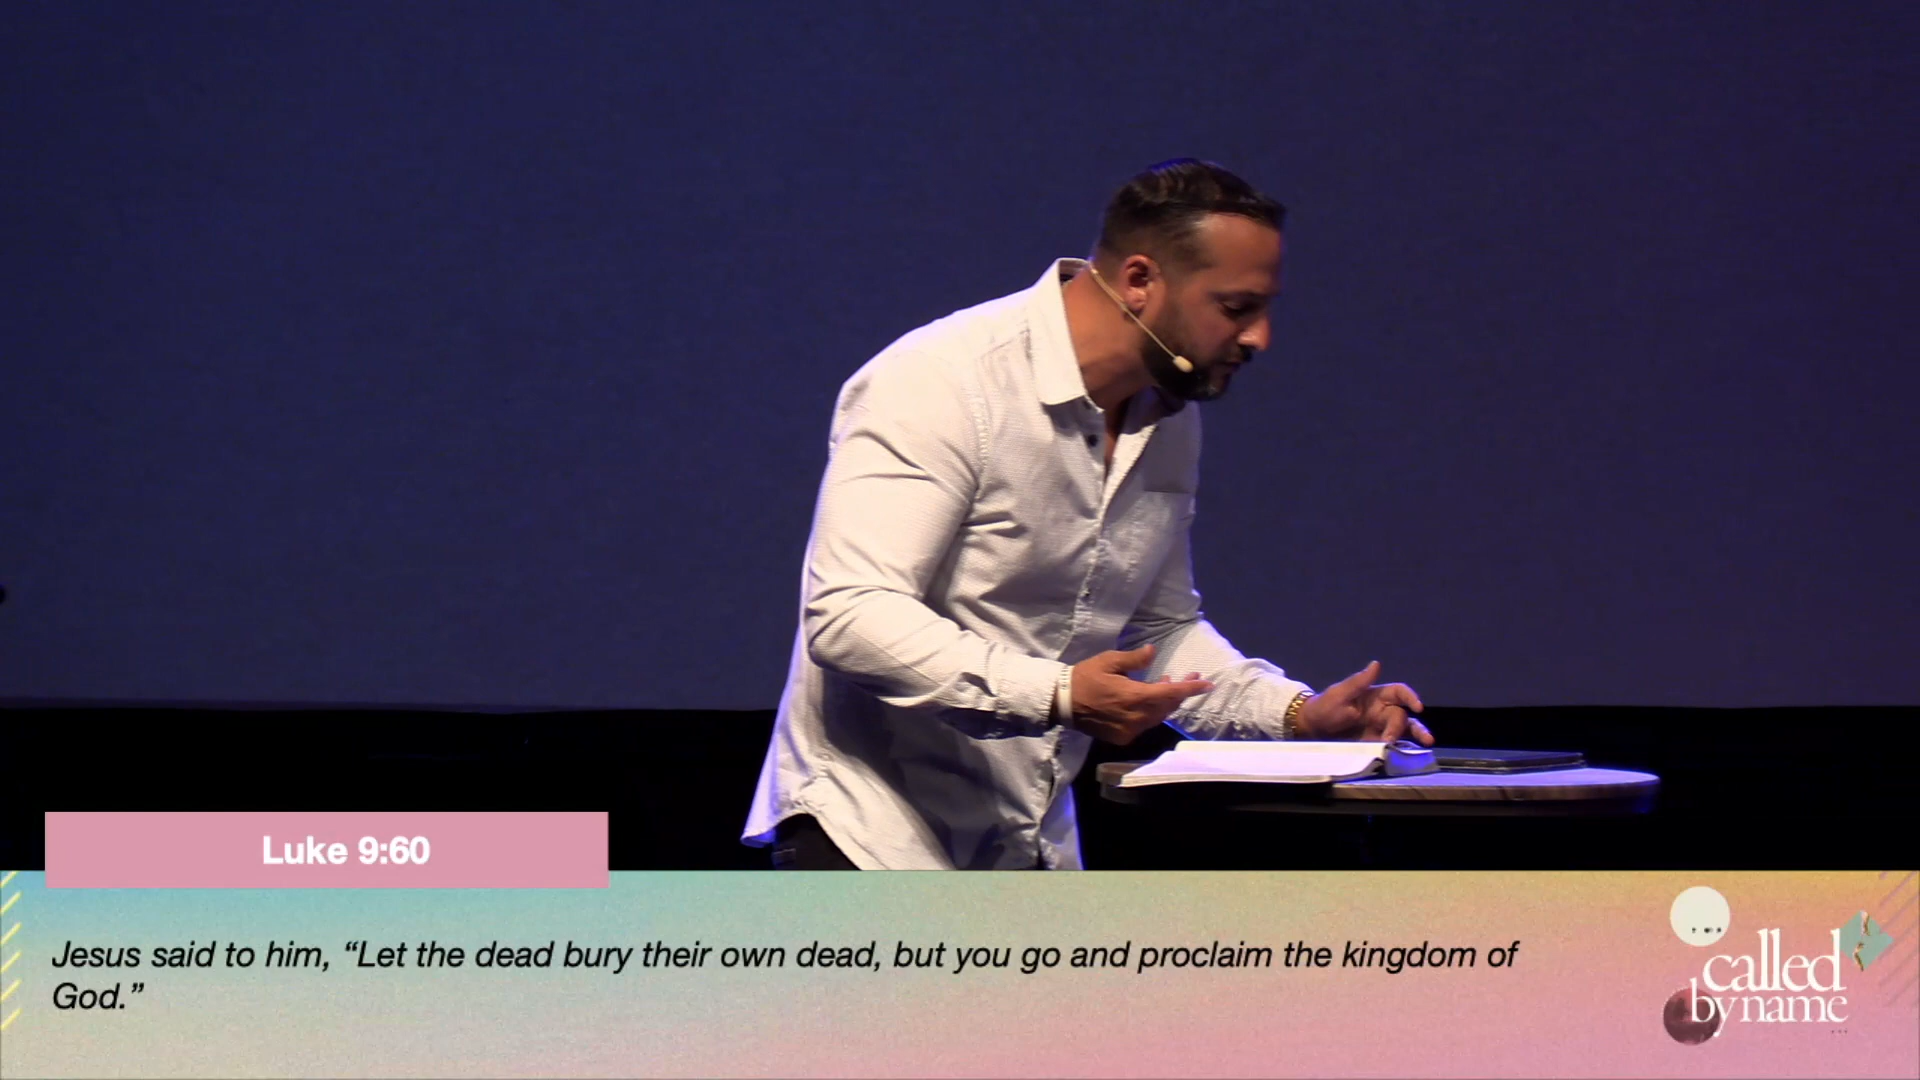 Luke 9:60
Jesus said to him, “Let the dead bury their own dead, but you go and proclaim the kingdom of
God.”
called
by name